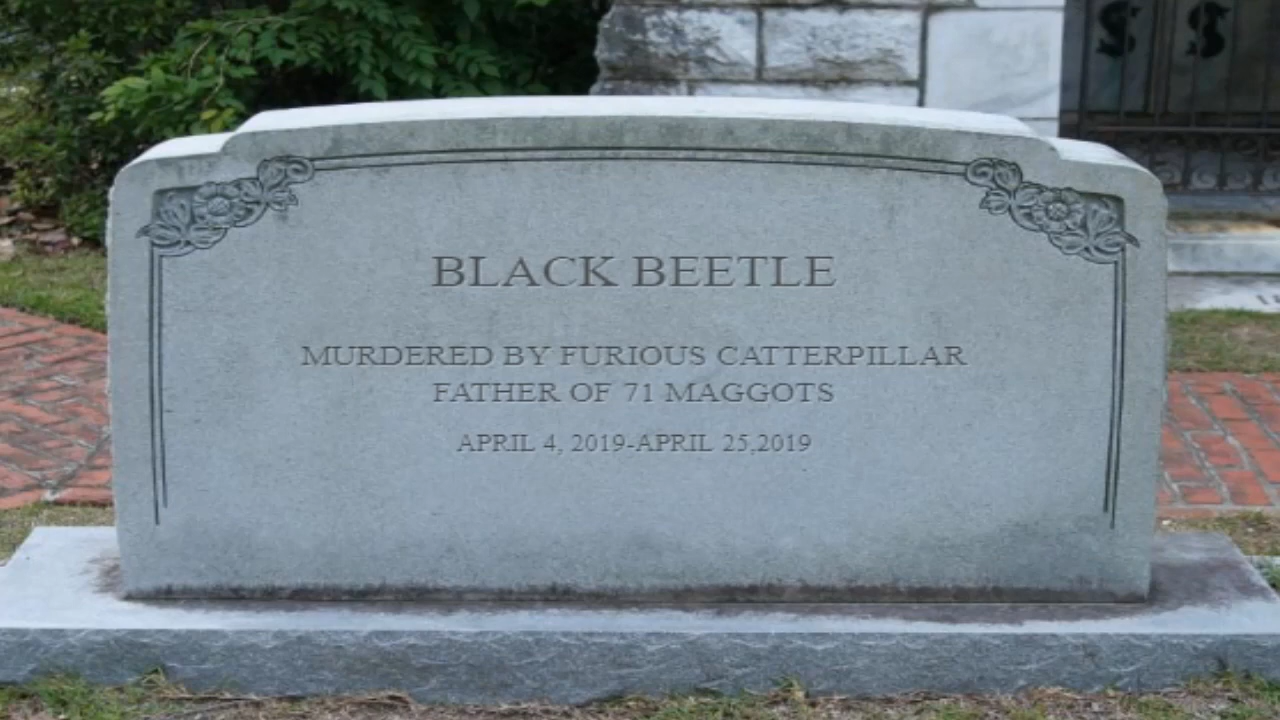 BLACK BEETLE
MURDERED BY FURIOUS CATTERPILLAR
FATHER OF 71 MAGGOTS
APRIL 4, 2019-APRIL 25,2019